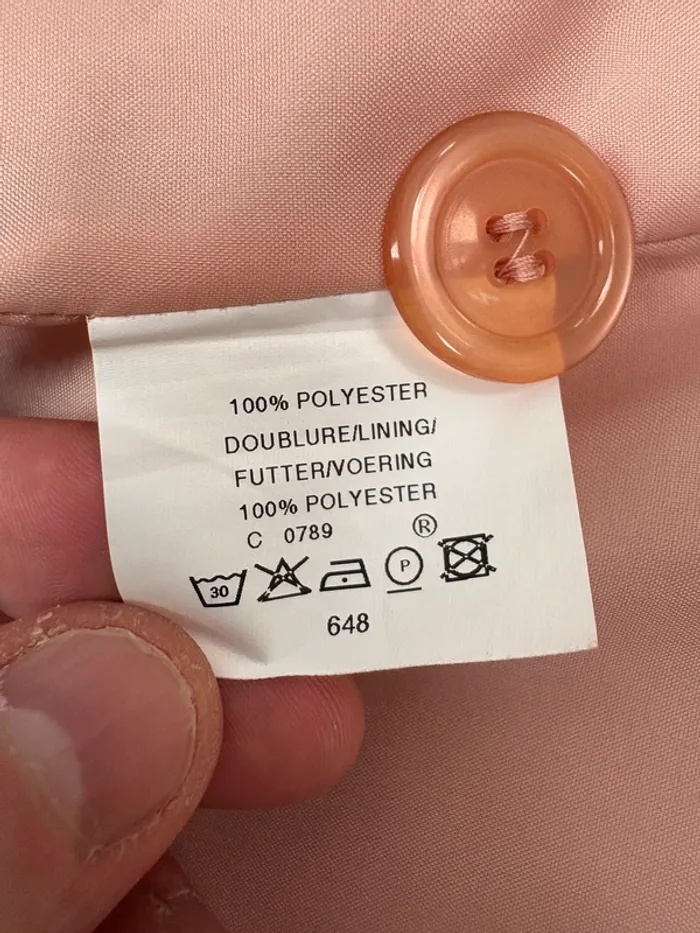 100% POLYESTER
DOUBLURE/LINING/
FUTTER/VOERING
100% POLYESTER
C 0789 ®
30 P
648